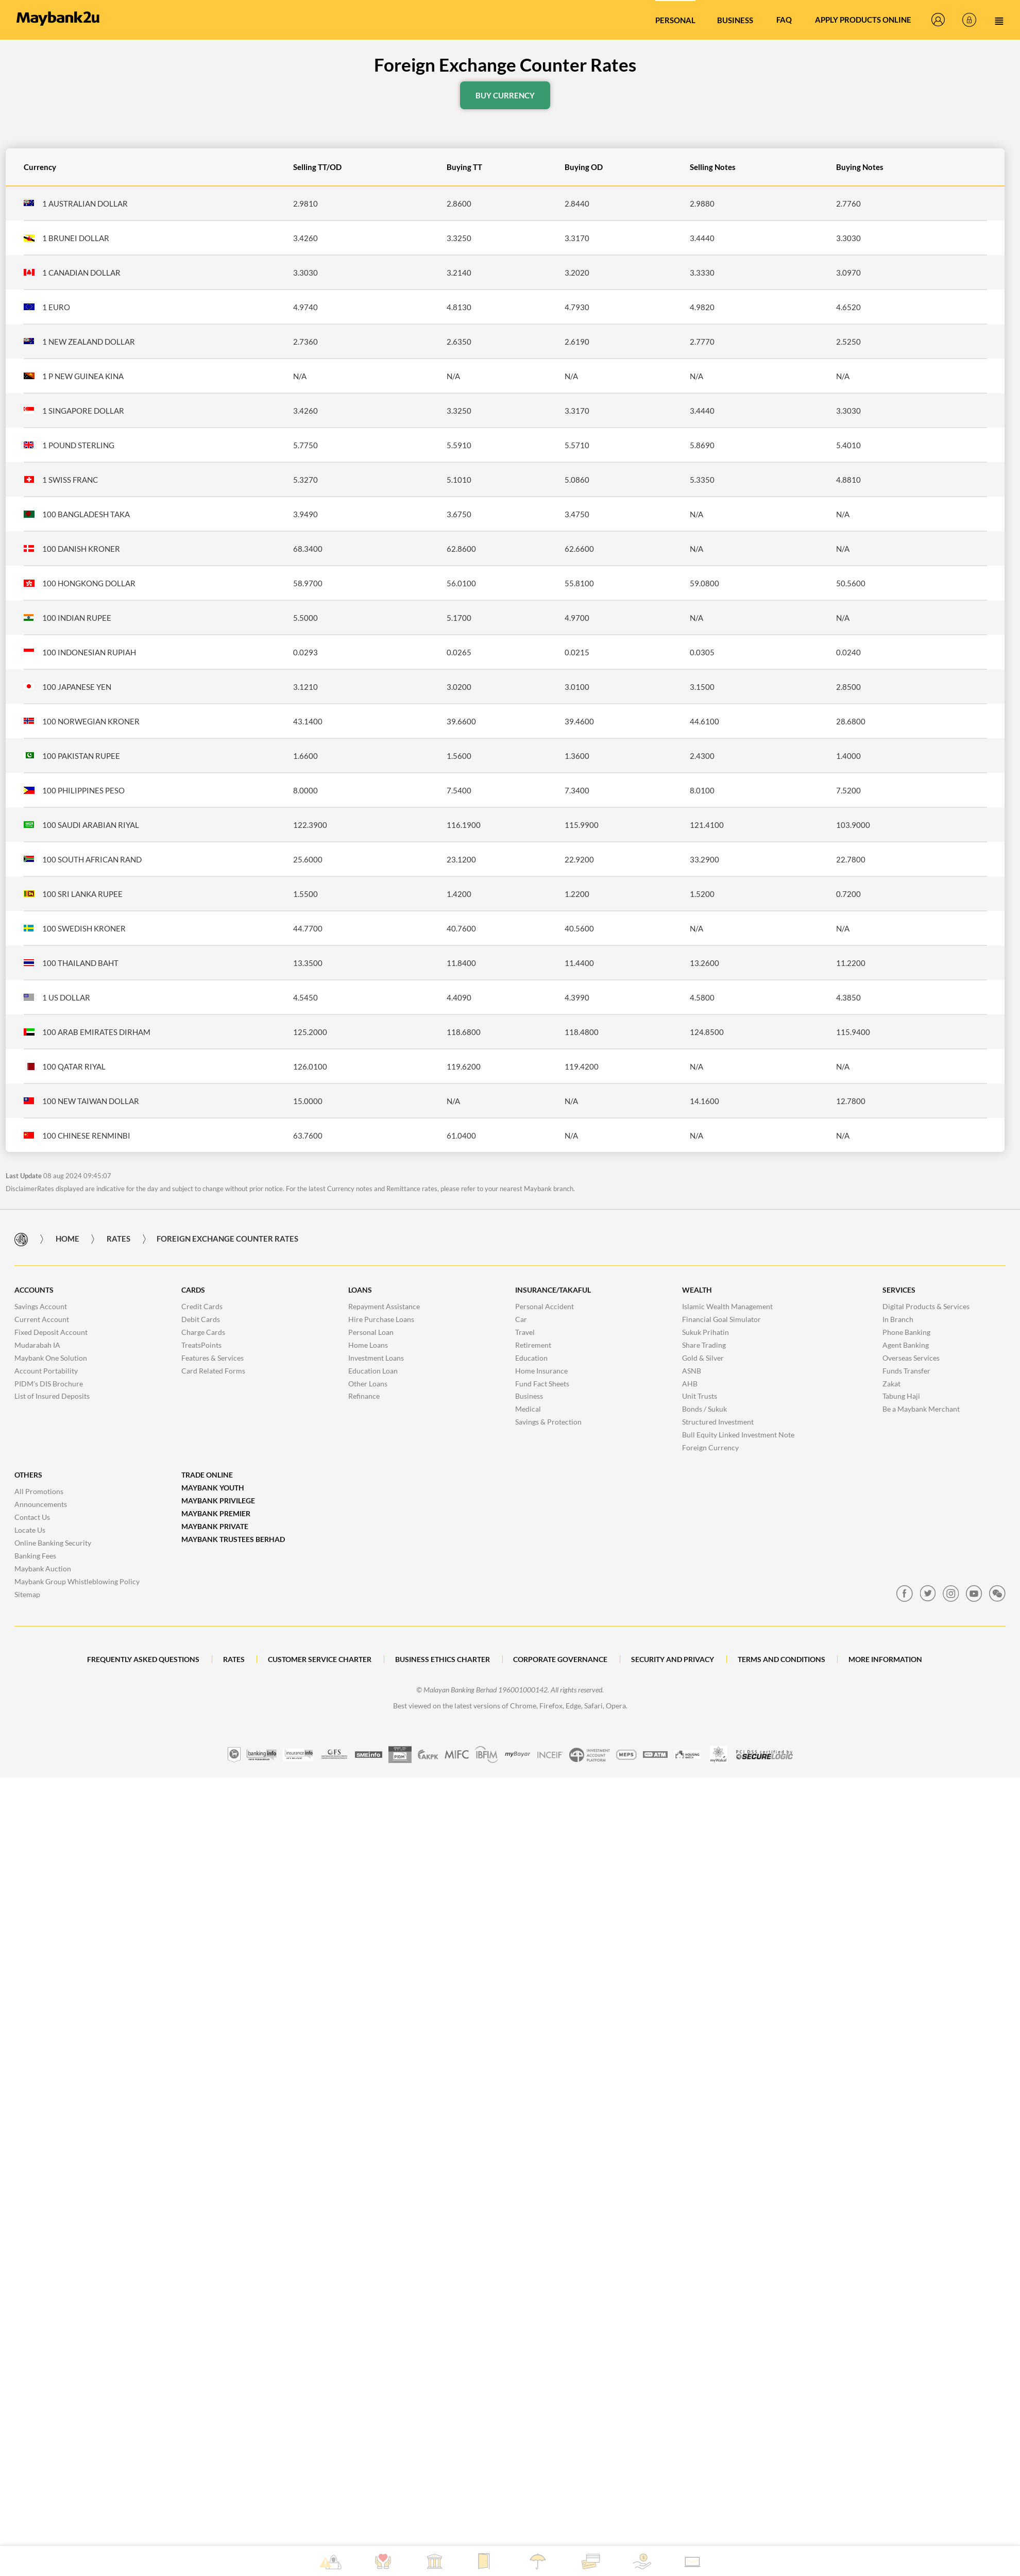 Maybank2u PERSONAL BUSINESS FAQ APPLY PRODUCTS ONLINE
Foreign Exchange Counter Rates
BUY CURRENCY
Currency Selling TT/OD Buying TT Buying OD Selling Notes Buying Notes
1 AUSTRALIAN DOLLAR 2.9810 2.8600 2.8440 2.9880 2.7760
1 BRUNEI DOLLAR 3.4260 3.3250 3.3170 3.4440 3.3030
1 CANADIAN DOLLAR 3.3030 3.2140 3.2020 3.3330 3.0970
1 EURO 4.9740 4.8130 4.7930 4.9820 4.6520
1 NEW ZEALAND DOLLAR 2.7360 2.6350 2.6190 2.7770 2.5250
1 P NEW GUINEA KINA N/A N/A N/A N/A N/A
1 SINGAPORE DOLLAR 3.4260 3.3250 3.3170 3.4440 3.3030
1 POUND STERLING 5.7750 5.5910 5.5710 5.8690 5.4010
1 SWISS FRANC 5.3270 5.1010 5.0860 5.3350 4.8810
100 BANGLADESH TAKA 3.9490 3.6750 3.4750 N/A N/A
100 DANISH KRONER 68.3400 62.8600 62.6600 N/A N/A
100 HONGKONG DOLLAR 58.9700 56.0100 55.8100 59.0800 50.5600
100 INDIAN RUPEE 5.5000 5.1700 4.9700 N/A N/A
100 INDONESIAN RUPIAH 0.0293 0.0265 0.0215 0.0305 0.0240
100 JAPANESE YEN 3.1210 3.0200 3.0100 3.1500 2.8500
100 NORWEGIAN KRONER 43.1400 39.6600 39.4600 44.6100 28.6800
100 PAKISTAN RUPEE 1.6600 1.5600 1.3600 2.4300 1.4000
100 PHILIPPINES PESO 8.0000 7.5400 7.3400 8.0100 7.5200
100 SAUDI ARABIAN RIYAL 122.3900 116.1900 115.9900 121.4100 103.9000
100 SOUTH AFRICAN RAND 25.6000 23.1200 22.9200 33.2900 22.7800
100 SRI LANKA RUPEE 1.5500 1.4200 1.2200 1.5200 0.7200
100 SWEDISH KRONER 44.7700 40.7600 40.5600 N/A N/A
100 THAILAND BAHT 13.3500 11.8400 11.4400 13.2600 11.2200
1 US DOLLAR 4.5450 4.4090 4.3990 4.5800 4.3850
100 ARAB EMIRATES DIRHAM 125.2000 118.6800 118.4800 124.8500 115.9400
100 QATAR RIYAL 126.0100 119.6200 119.4200 N/A N/A
100 NEW TAIWAN DOLLAR 15.0000 N/A N/A 14.1600 12.7800
100 CHINESE RENMINBI 63.7600 61.0400 N/A N/A N/A
Last Update 08 aug 2024 09:45:07
DisclaimerRates displayed are indicative for the day and subject to change without prior notice. For the latest Currency notes and Remittance rates, please refer to your nearest Maybank branch.
HOME RATES FOREIGN EXCHANGE COUNTER RATES
ACCOUNTS
Savings Account
Current Account
Fixed Deposit Account
Mudarabah IA
Maybank One Solution
Account Portability
PIDM's DIS Brochure
List of Insured Deposits
CARDS
Credit Cards
Debit Cards
Charge Cards
TreatsPoints
Features & Services
Card Related Forms
LOANS
Repayment Assistance
Hire Purchase Loans
Personal Loan
Home Loans
Investment Loans
Education Loan
Other Loans
Refinance
INSURANCE/TAKAFUL
Personal Accident
Car
Travel
Retirement
Education
Home Insurance
Fund Fact Sheets
Business
Medical
Savings & Protection
WEALTH
Islamic Wealth Management
Financial Goal Simulator
Sukuk Prihatin
Share Trading
Gold & Silver
ASNB
AHB
Unit Trusts
Bonds / Sukuk
Structured Investment
Bull Equity Linked Investment Note
Foreign Currency
SERVICES
Digital Products & Services
In Branch
Phone Banking
Agent Banking
Overseas Services
Funds Transfer
Zakat
Tabung Haji
Be a Maybank Merchant
OTHERS
All Promotions
Announcements
Contact Us
Locate Us
Online Banking Security
Banking Fees
Maybank Auction
Maybank Group Whistleblowing Policy
Sitemap
TRADE ONLINE
MAYBANK YOUTH
MAYBANK PRIVILEGE
MAYBANK PREMIER
MAYBANK PRIVATE
MAYBANK TRUSTEES BERHAD
FREQUENTLY ASKED QUESTIONS RATES CUSTOMER SERVICE CHARTER BUSINESS ETHICS CHARTER CORPORATE GOVERNANCE SECURITY AND PRIVACY TERMS AND CONDITIONS MORE INFORMATION
© Malayan Banking Berhad 196001000142, All rights reserved.
Best viewed on the latest versions of Chrome, Firefox, Edge, Safari, Opera.
bankinginfo insuranceinfo OFS SMEinfo PIDM AKPK MIFC IBFIM myBayar INCEIF INVESTMENT ACCOUNT PLATFORM MEPS ATM myWakaf PCI DSS certified by SECURELOGIC